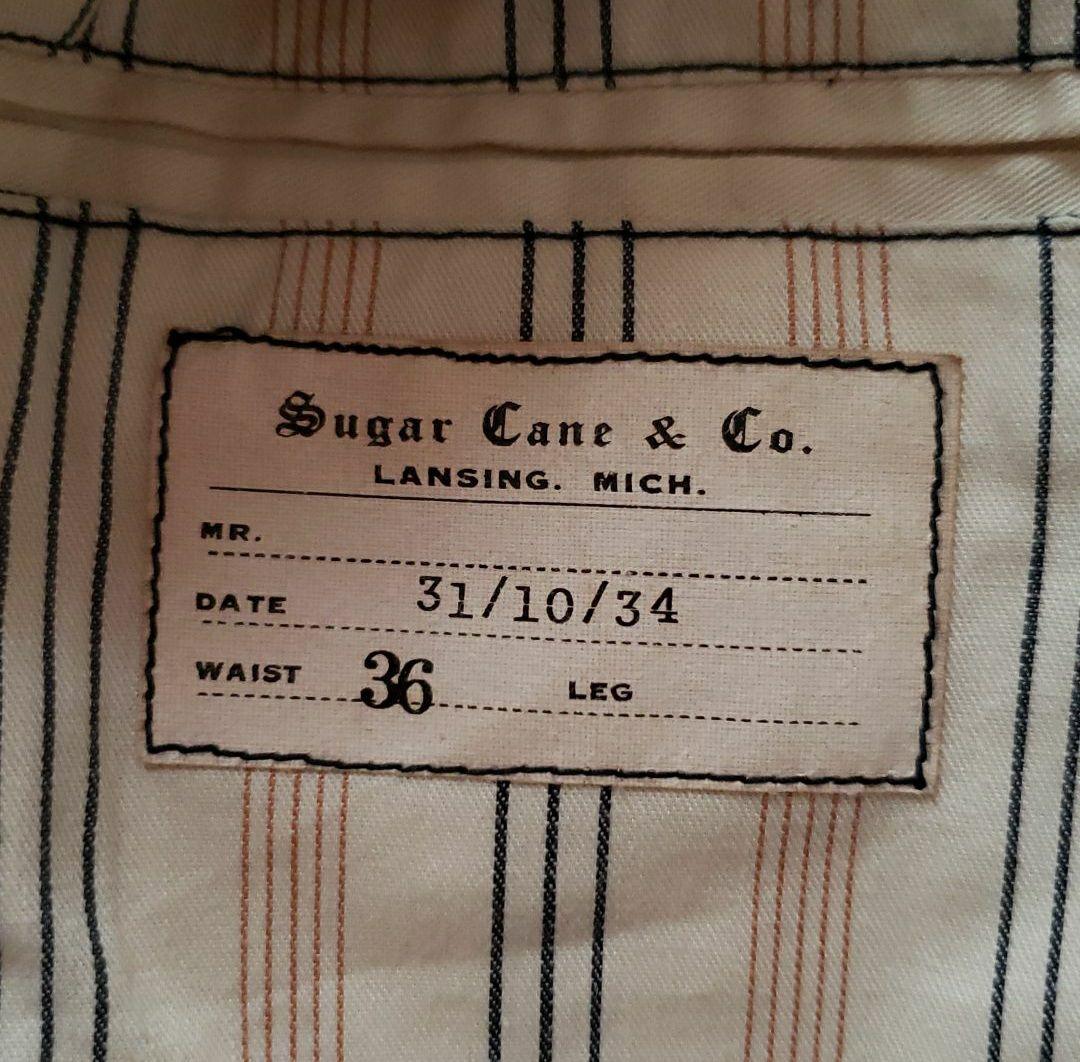 Sugar Cane & Co.
LANSING. MICH.
MR.
DATE 31/10/34
WAIST 36 LEG